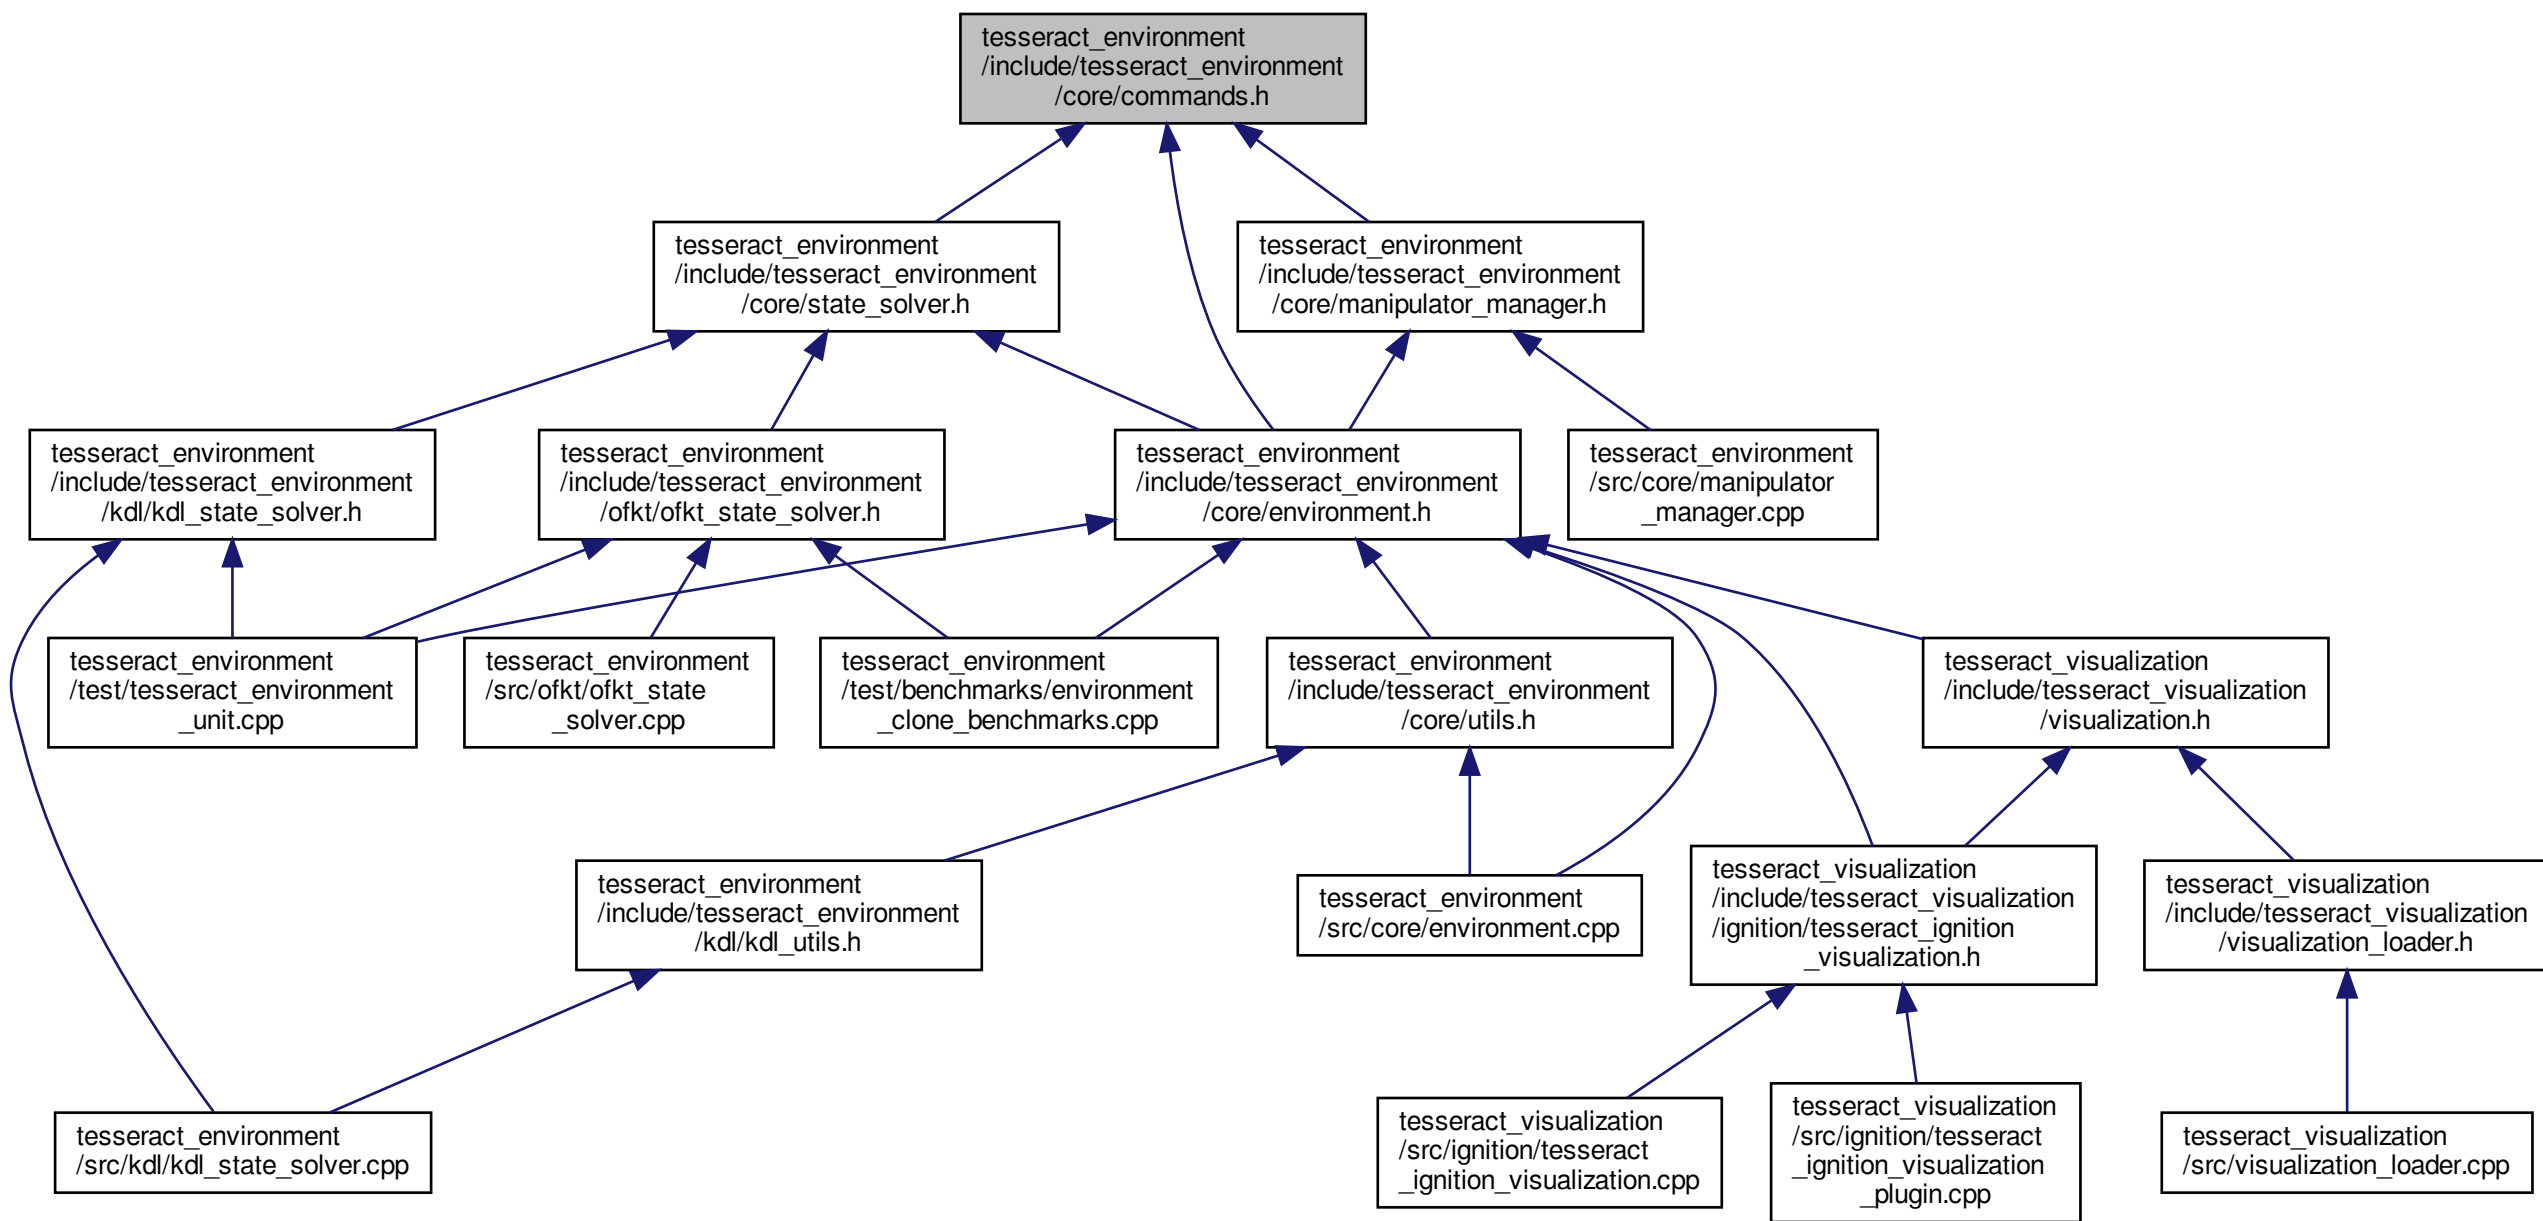 tesseract_environment
/include/tesseract_environment
/core/commands.h
tesseract_environment
/include/tesseract_environment
/core/state_solver.h
tesseract_environment
/include/tesseract_environment
/core/manipulator_manager.h
tesseract_environment
/include/tesseract_environment
/kdl/kdl_state_solver.h
tesseract_environment
/include/tesseract_environment
/ofkt/ofkt_state_solver.h
tesseract_environment
/include/tesseract_environment
/core/environment.h
tesseract_environment
/src/core/manipulator
_manager.cpp
tesseract_environment
/test/tesseract_environment
_unit.cpp
tesseract_environment
/src/ofkt/ofkt_state
_solver.cpp
tesseract_environment
/test/benchmarks/environment
_clone_benchmarks.cpp
tesseract_environment
/include/tesseract_environment
/core/utils.h
tesseract_visualization
/include/tesseract_visualization
/visualization.h
tesseract_environment
/include/tesseract_environment
/kdl/kdl_utils.h
tesseract_environment
/src/core/environment.cpp
tesseract_visualization
/include/tesseract_visualization
/ignition/tesseract_ignition
_visualization.h
tesseract_visualization
/include/tesseract_visualization
/visualization_loader.h
tesseract_environment
/src/kdl/kdl_state_solver.cpp
tesseract_visualization
/src/ignition/tesseract
_ignition_visualization.cpp
tesseract_visualization
/src/ignition/tesseract
_ignition_visualization
_plugin.cpp
tesseract_visualization
/src/visualization_loader.cpp